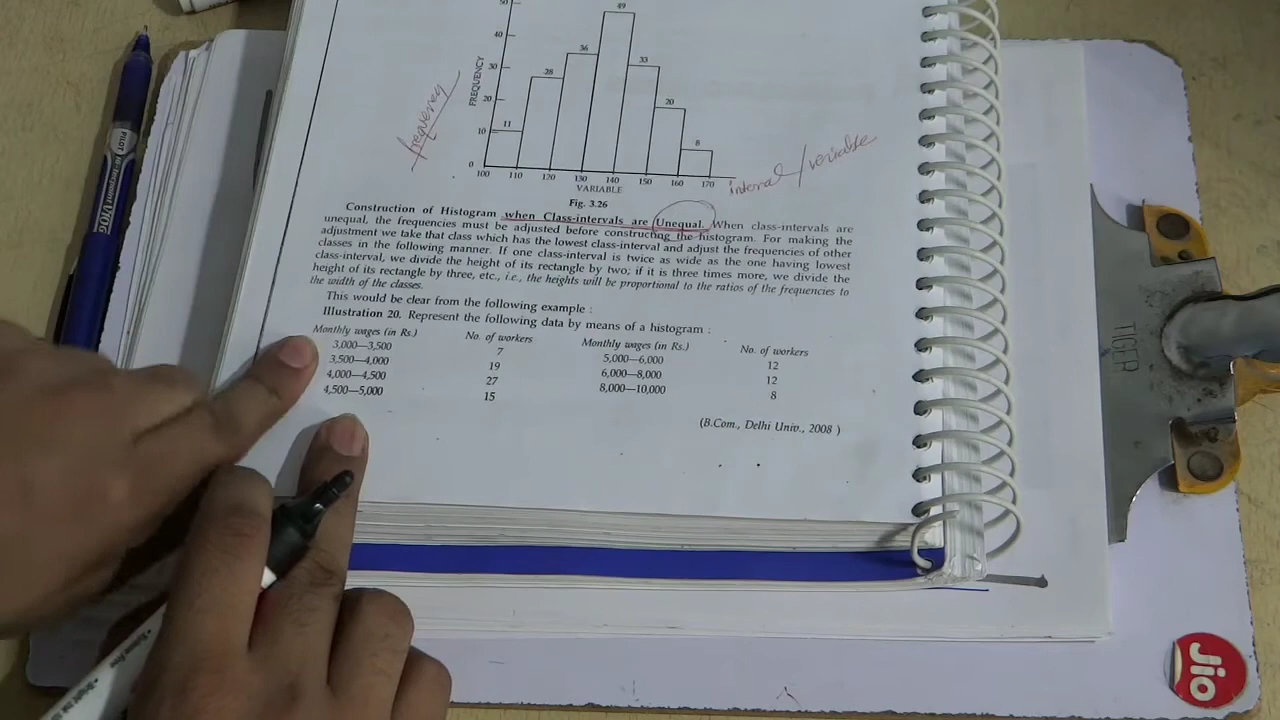 50
49
40
36
33
30
28
20
20
11
10
8
0
100 110 120 130 140 150 160 170
FREQUENCY
VARIABLE
frequency
interval / variable
Fig. 3.26
Construction of Histogram when Class-intervals are Unequal. When class-intervals are
unequal, the frequencies must be adjusted before constructing the histogram. For making the
adjustment we take that class which has the lowest class-interval and adjust the frequencies of other
classes in the following manner. If one class-interval is twice as wide as the one having lowest
class-interval, we divide the height of its rectangle by two; if it is three times more, we divide the
height of its rectangle by three, etc., i.e., the heights will be proportional to the ratios of the frequencies to
the width of the classes.
This would be clear from the following example :
Illustration 20. Represent the following data by means of a histogram :
Monthly wages (in Rs.) No. of workers Monthly wages (in Rs.) No. of workers
3,000—3,500 7 5,000—6,000 12
3,500—4,000 19 6,000—8,000 12
4,000—4,500 27 8,000—10,000 8
4,500—5,000 15
(B.Com., Delhi Univ., 2008 )
PILOT
V7RDG
TIGER
Jio